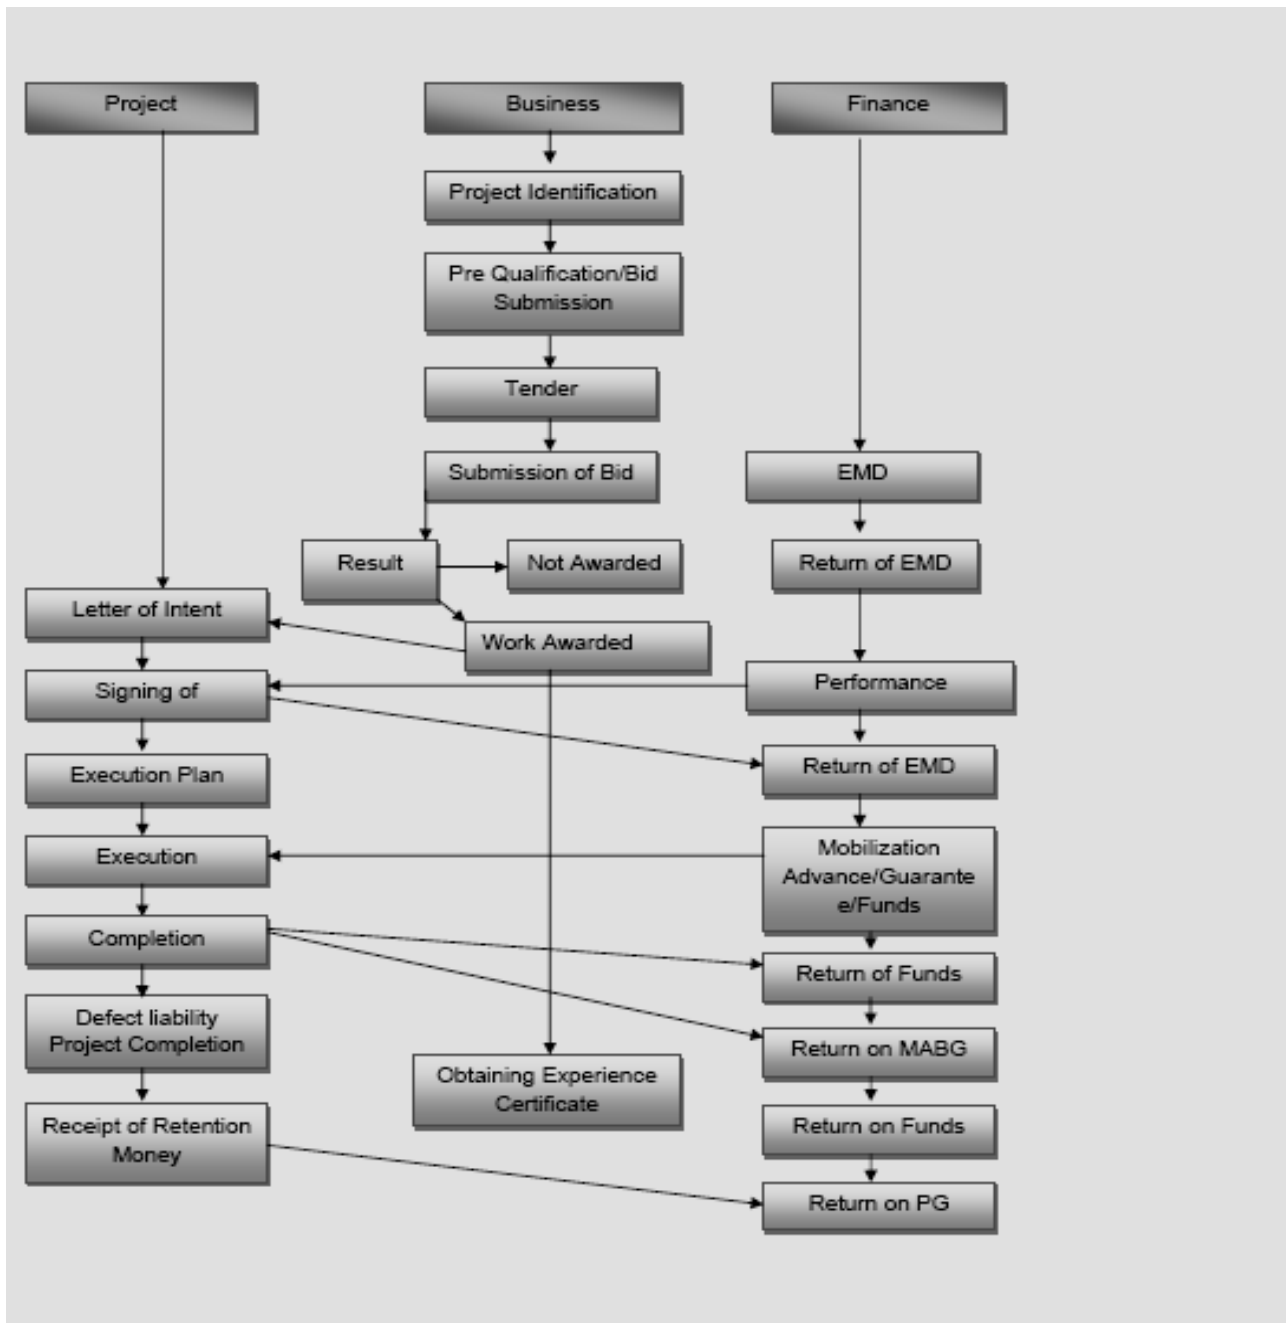 Project
Business
Finance
Project Identification
Pre Qualification/Bid
Submission
Tender
Submission of Bid
EMD
Result
Not Awarded
Return of EMD
Letter of Intent
Work Awarded
Signing of
Performance
Execution Plan
Return of EMD
Execution
Mobilization
Advance/Guarante
e/Funds
Completion
Return of Funds
Defect liability
Project Completion
Return on MABG
Obtaining Experience
Certificate
Receipt of Retention
Money
Return on Funds
Return on PG